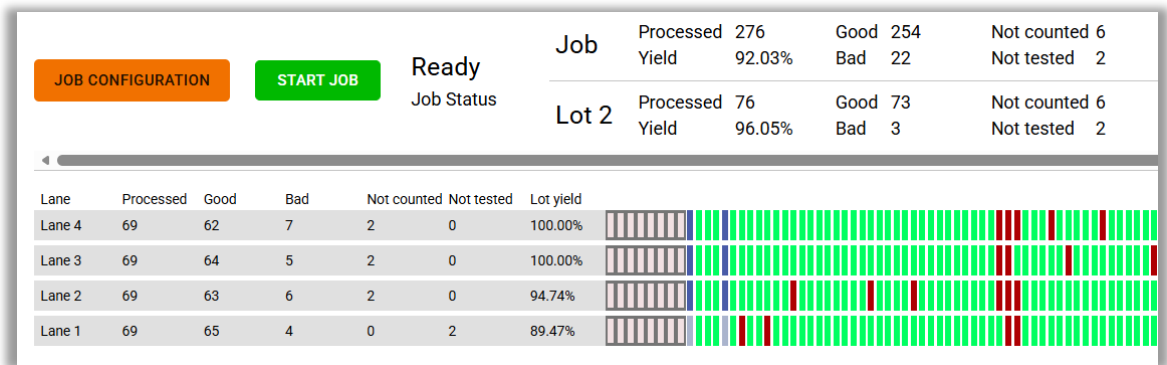 JOB CONFIGURATION
START JOB
Ready
Job Status
Job
Processed 276 Good 254 Not counted 6
Yield 92.03% Bad 22 Not tested 2
Lot 2
Processed 76 Good 73 Not counted 6
Yield 96.05% Bad 3 Not tested 2
Lane Processed Good Bad Not counted Not tested Lot yield
Lane 4 69 62 7 2 0 100.00%
Lane 3 69 64 5 2 0 100.00%
Lane 2 69 63 6 2 0 94.74%
Lane 1 69 65 4 0 2 89.47%